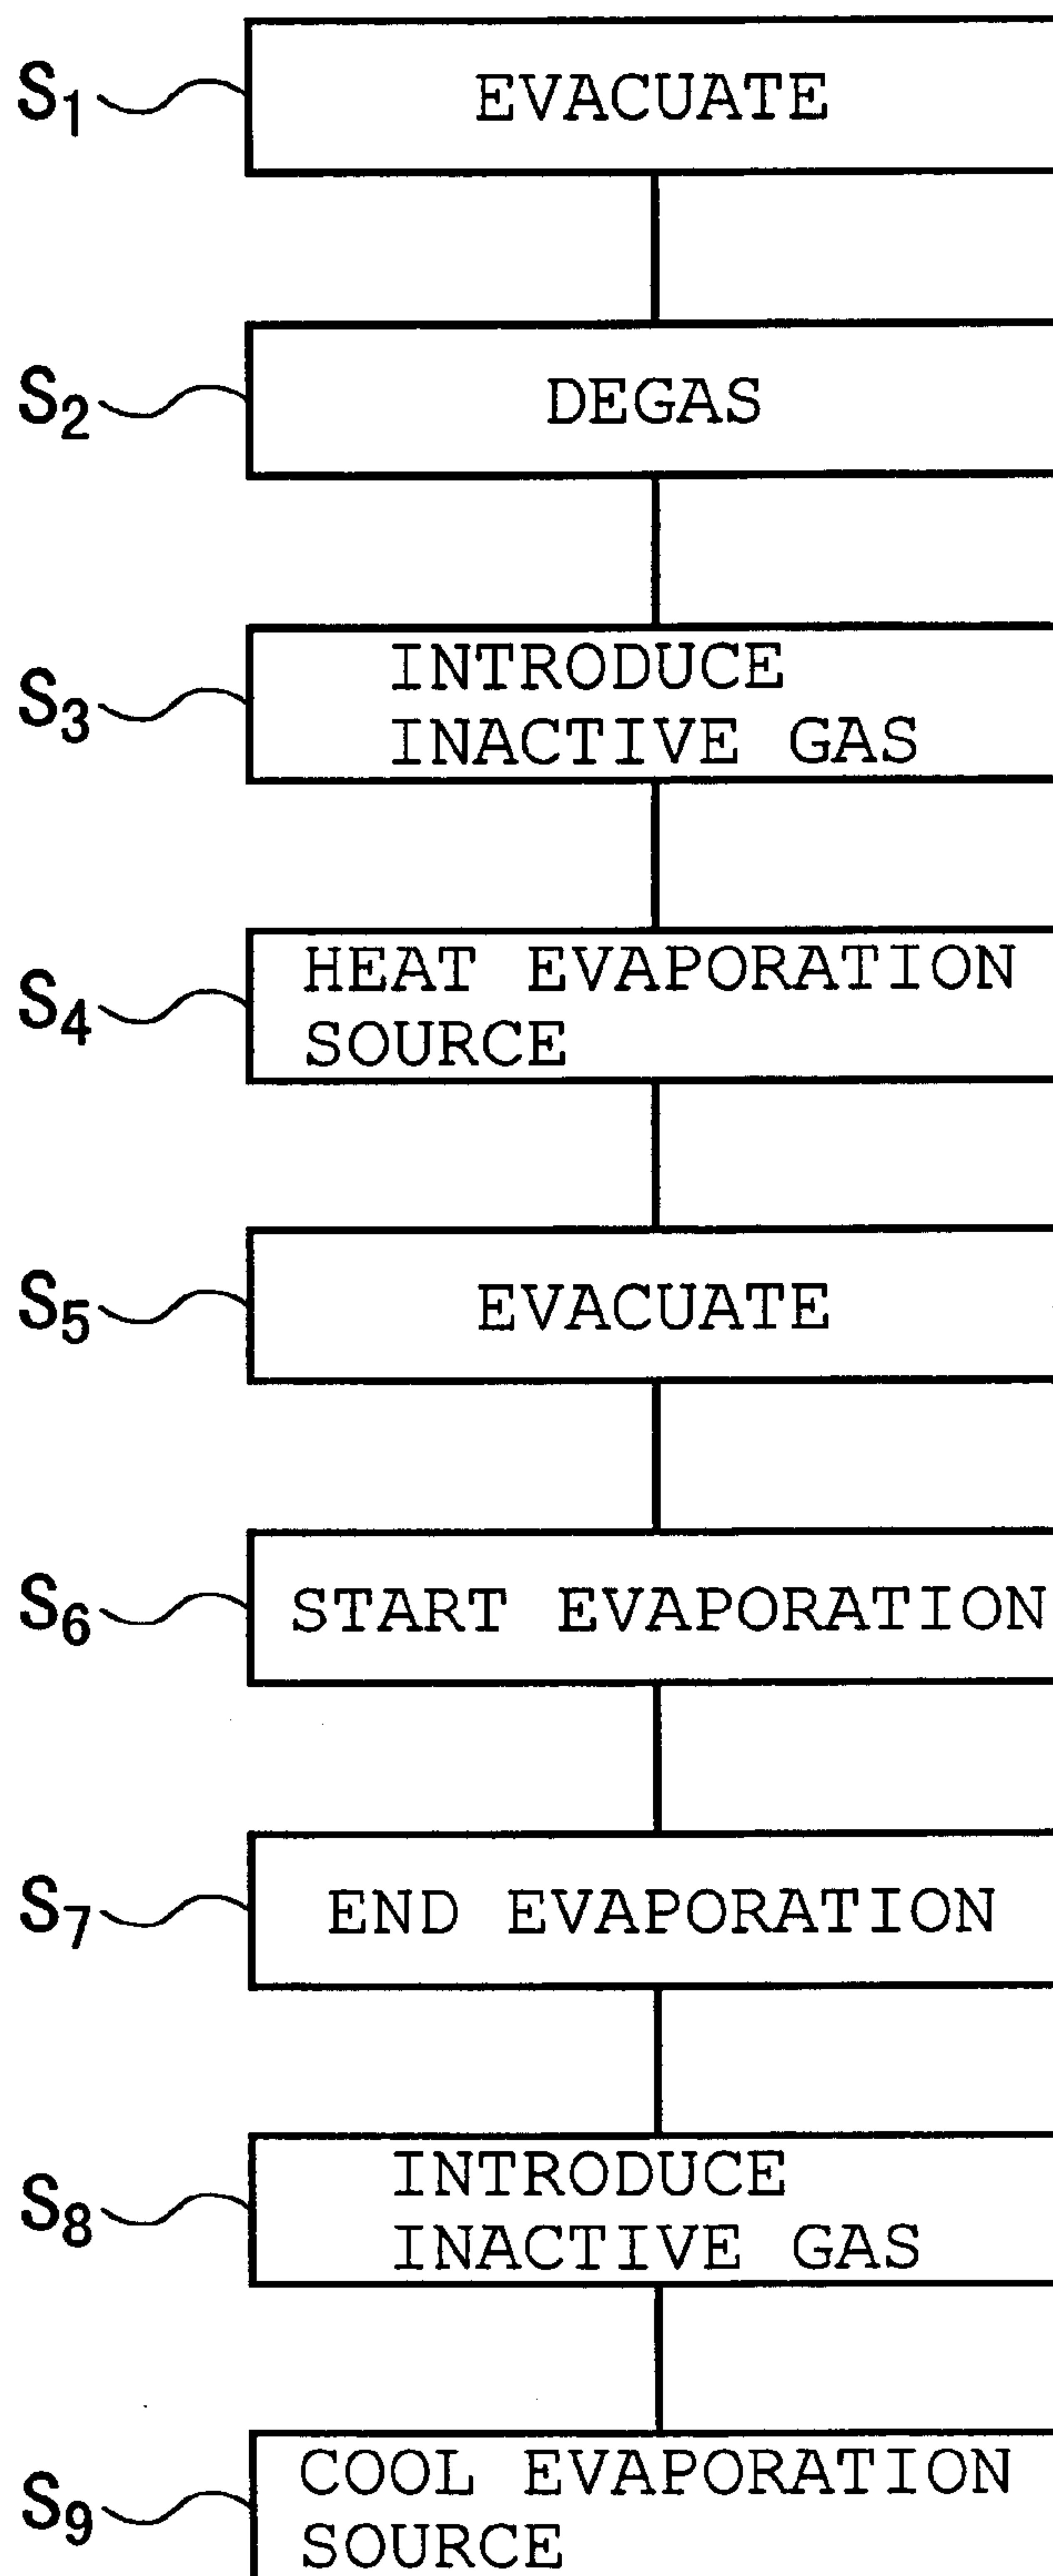 S1 EVACUATE
S2 DEGAS
S3 INTRODUCE
INACTIVE GAS
S4 HEAT EVAPORATION
SOURCE
S5 EVACUATE
S6 START EVAPORATION
S7 END EVAPORATION
S8 INTRODUCE
INACTIVE GAS
S9 COOL EVAPORATION
SOURCE